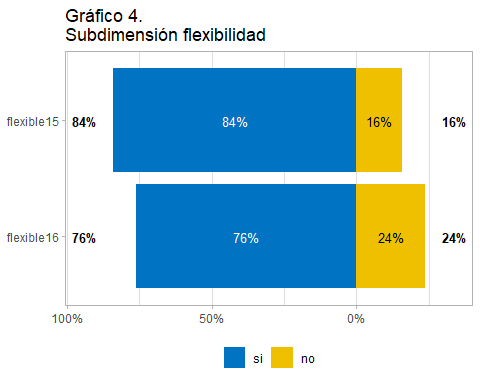 Gráfico 4.
Subdimensión flexibilidad
flexible15
84%
84%
16%
16%
flexible16
76%
76%
24%
24%
100%
50%
0%
si
no